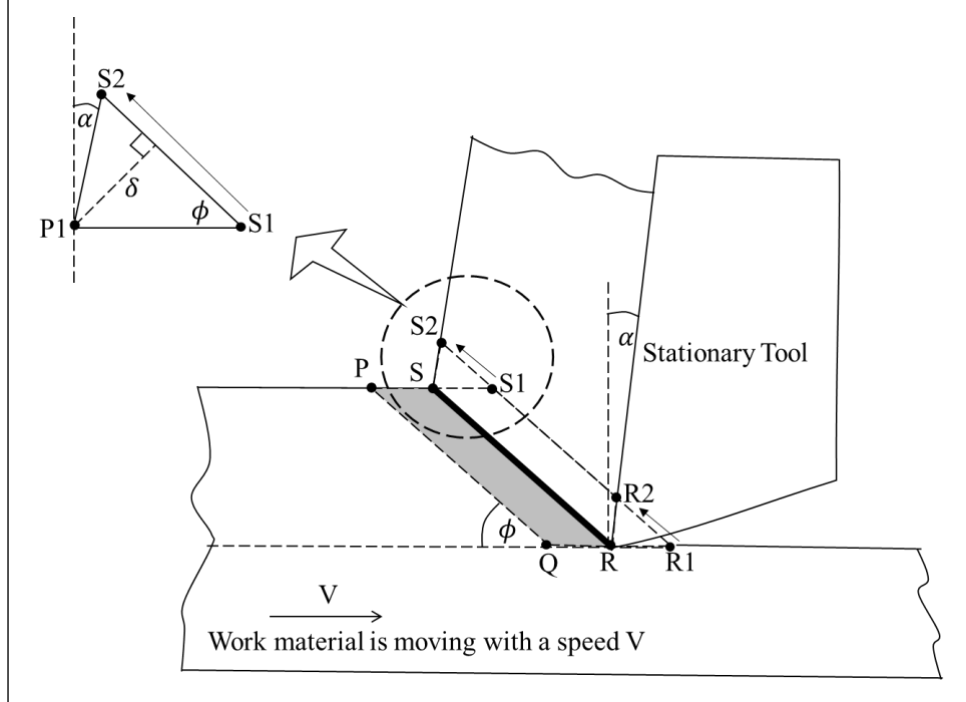 S2
α
δ
ϕ
P1
S1
S2
α
Stationary Tool
P
S
S1
R2
ϕ
Q
R
R1
V
Work material is moving with a speed V